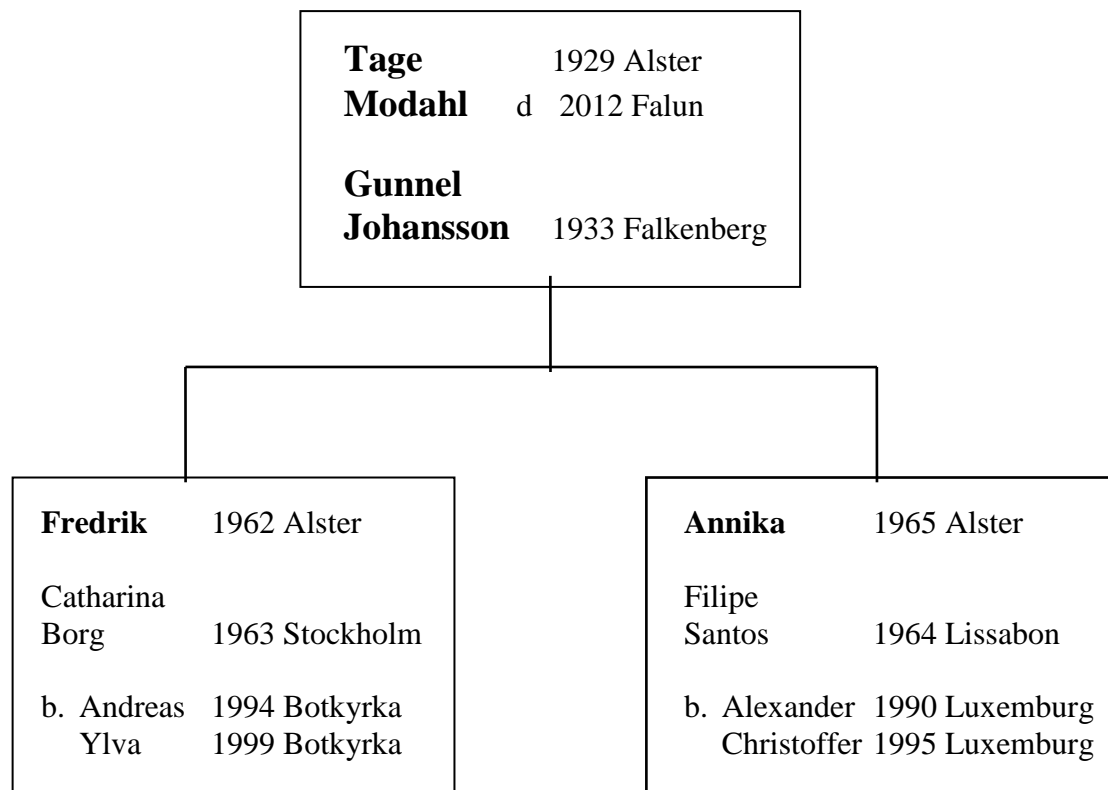 Tage 1929 Alster
Modahl d 2012 Falun
Gunnel
Johansson 1933 Falkenberg
Fredrik 1962 Alster
Catharina
Borg 1963 Stockholm
b. Andreas 1994 Botkyrka
Ylva 1999 Botkyrka
Annika 1965 Alster
Filipe
Santos 1964 Lissabon
b. Alexander 1990 Luxemburg
Christoffer 1995 Luxemburg